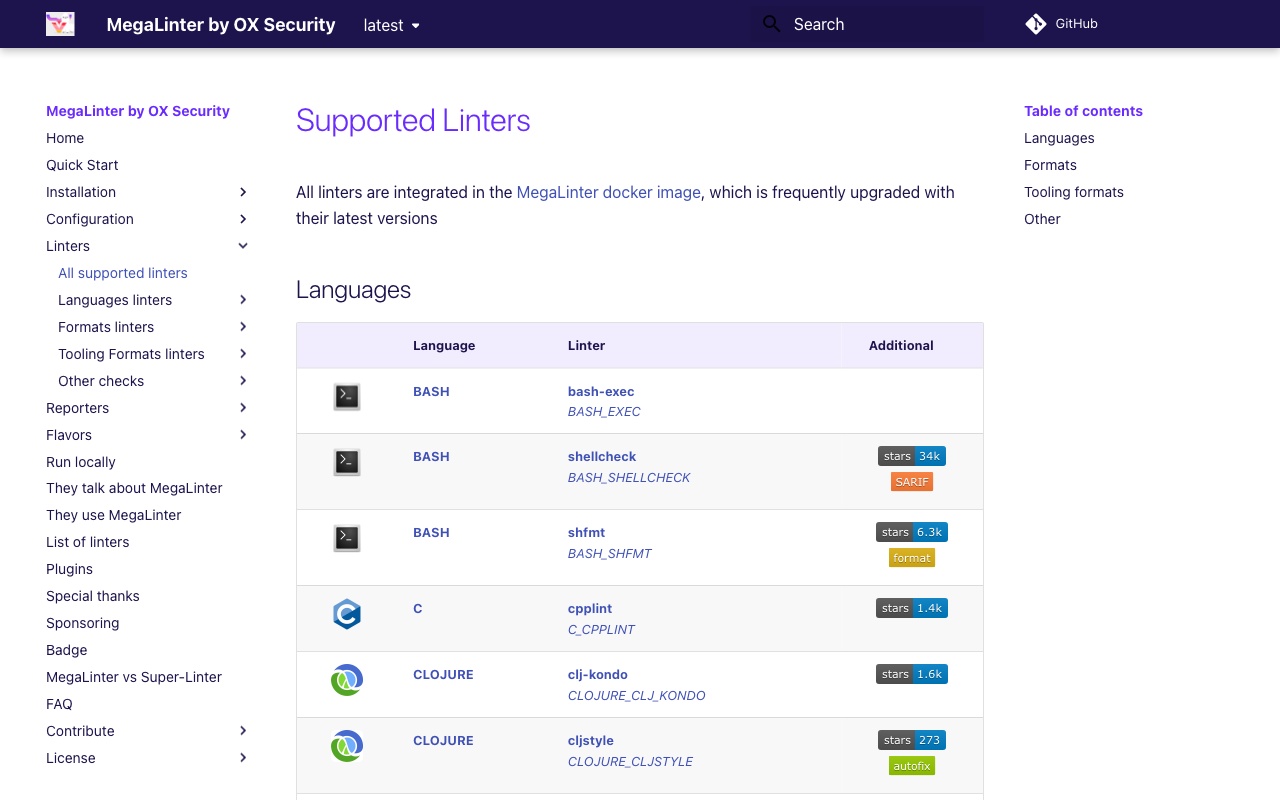 MegaLinter by OX Security
latest
Search
GitHub
MegaLinter by OX Security
Home
Quick Start
Installation
Configuration
Linters
All supported linters
Languages linters
Formats linters
Tooling Formats linters
Other checks
Reporters
Flavors
Run locally
They talk about MegaLinter
They use MegaLinter
List of linters
Plugins
Special thanks
Sponsoring
Badge
MegaLinter vs Super-Linter
FAQ
Contribute
License
Supported Linters
All linters are integrated in the MegaLinter docker image, which is frequently upgraded with
their latest versions
Languages
Language Linter Additional
BASH bash-exec
BASH_EXEC
BASH shellcheck stars 34k
BASH_SHELLCHECK SARIF
BASH shfmt stars 6.3k
BASH_SHFMT format
C cpplint stars 1.4k
C_CPPLINT
CLOJURE clj-kondo stars 1.6k
CLOJURE_CLJ_KONDO
CLOJURE cljstyle stars 273
CLOJURE_CLJSTYLE autofix
Table of contents
Languages
Formats
Tooling formats
Other